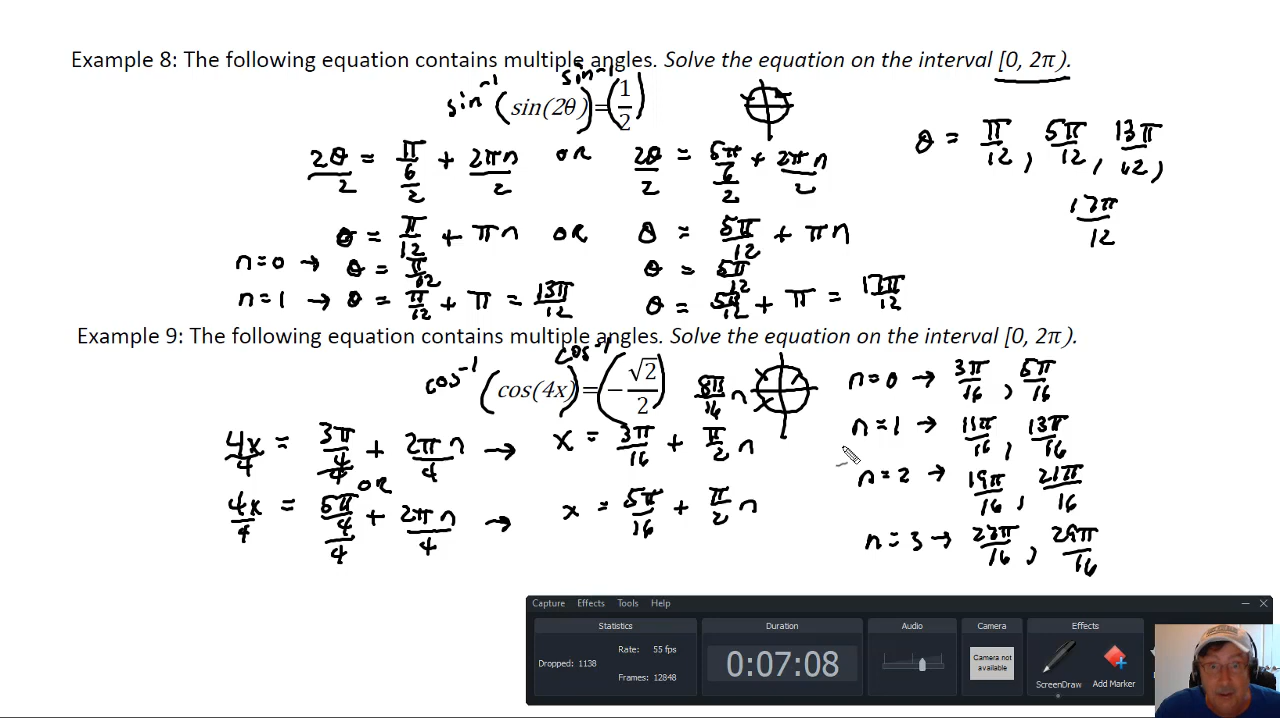 Example 8: The following equation contains multiple angles. Solve the equation on the interval [0, 2π).
sin⁻¹ (sin(2θ)) = sin⁻¹ (1/2)
2θ/2 = π/6/2 + 2πn/2 OR 2θ/2 = 5π/6/2 + 2πn/2
θ = π/12 + πn OR θ = 5π/12 + πn
n=0 → θ = π/12 θ = 5π/12
n=1 → θ = π/12 + π = 13π/12 θ = 5π/12 + π = 17π/12
θ = π/12, 5π/12, 13π/12,
17π/12
Example 9: The following equation contains multiple angles. Solve the equation on the interval [0, 2π).
cos⁻¹ (cos(4x)) = cos⁻¹ (-√2/2) 8π/16 n
4x/4 = 3π/4/4 + 2πn/4 → x = 3π/16 + π/2 n
OR
4x/4 = 5π/4/4 + 2πn/4 → x = 5π/16 + π/2 n
n=0 → 3π/16, 5π/16
n=1 → 11π/16, 13π/16
n=2 → 19π/16, 21π/16
n=3 → 27π/16, 29π/16
Capture Effects Tools Help
Statistics Duration Audio Camera Effects
Dropped: 1138
Rate: 55 fps
Frames: 12848
0:07:08
Camera not
available
ScreenDraw Add Marker